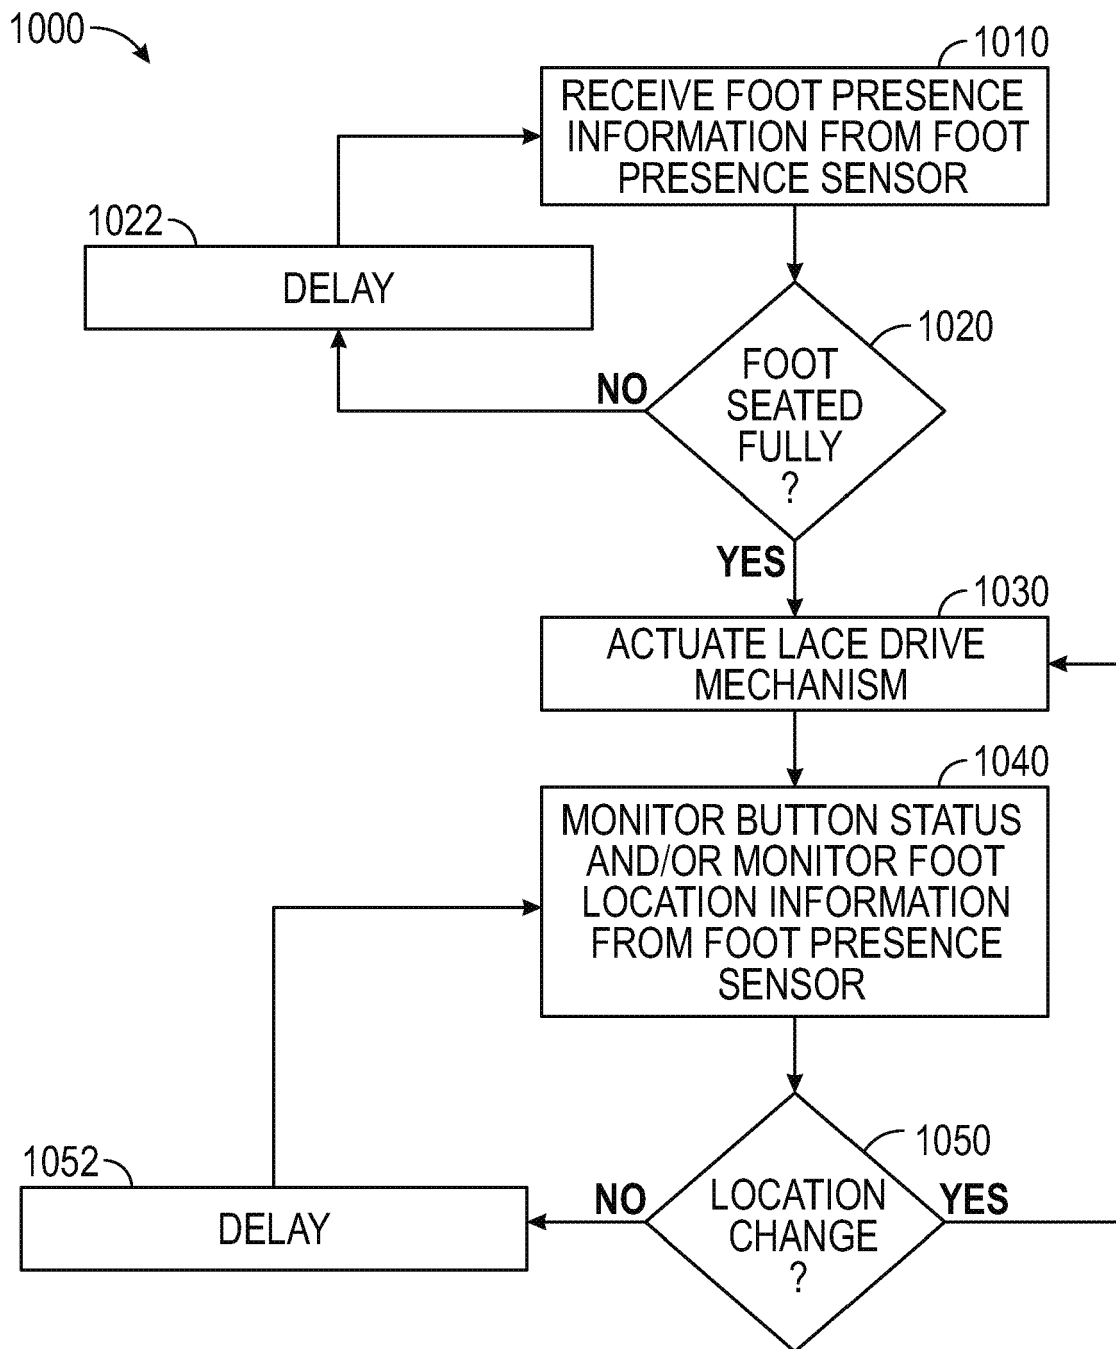 1000
1010
RECEIVE FOOT PRESENCE
INFORMATION FROM FOOT
PRESENCE SENSOR
1022
DELAY
1020
FOOT
SEATED
FULLY
?
NO
YES
1030
ACTUATE LACE DRIVE
MECHANISM
1040
MONITOR BUTTON STATUS
AND/OR MONITOR FOOT
LOCATION INFORMATION
FROM FOOT PRESENCE
SENSOR
1050
LOCATION
CHANGE
?
NO
YES
1052
DELAY